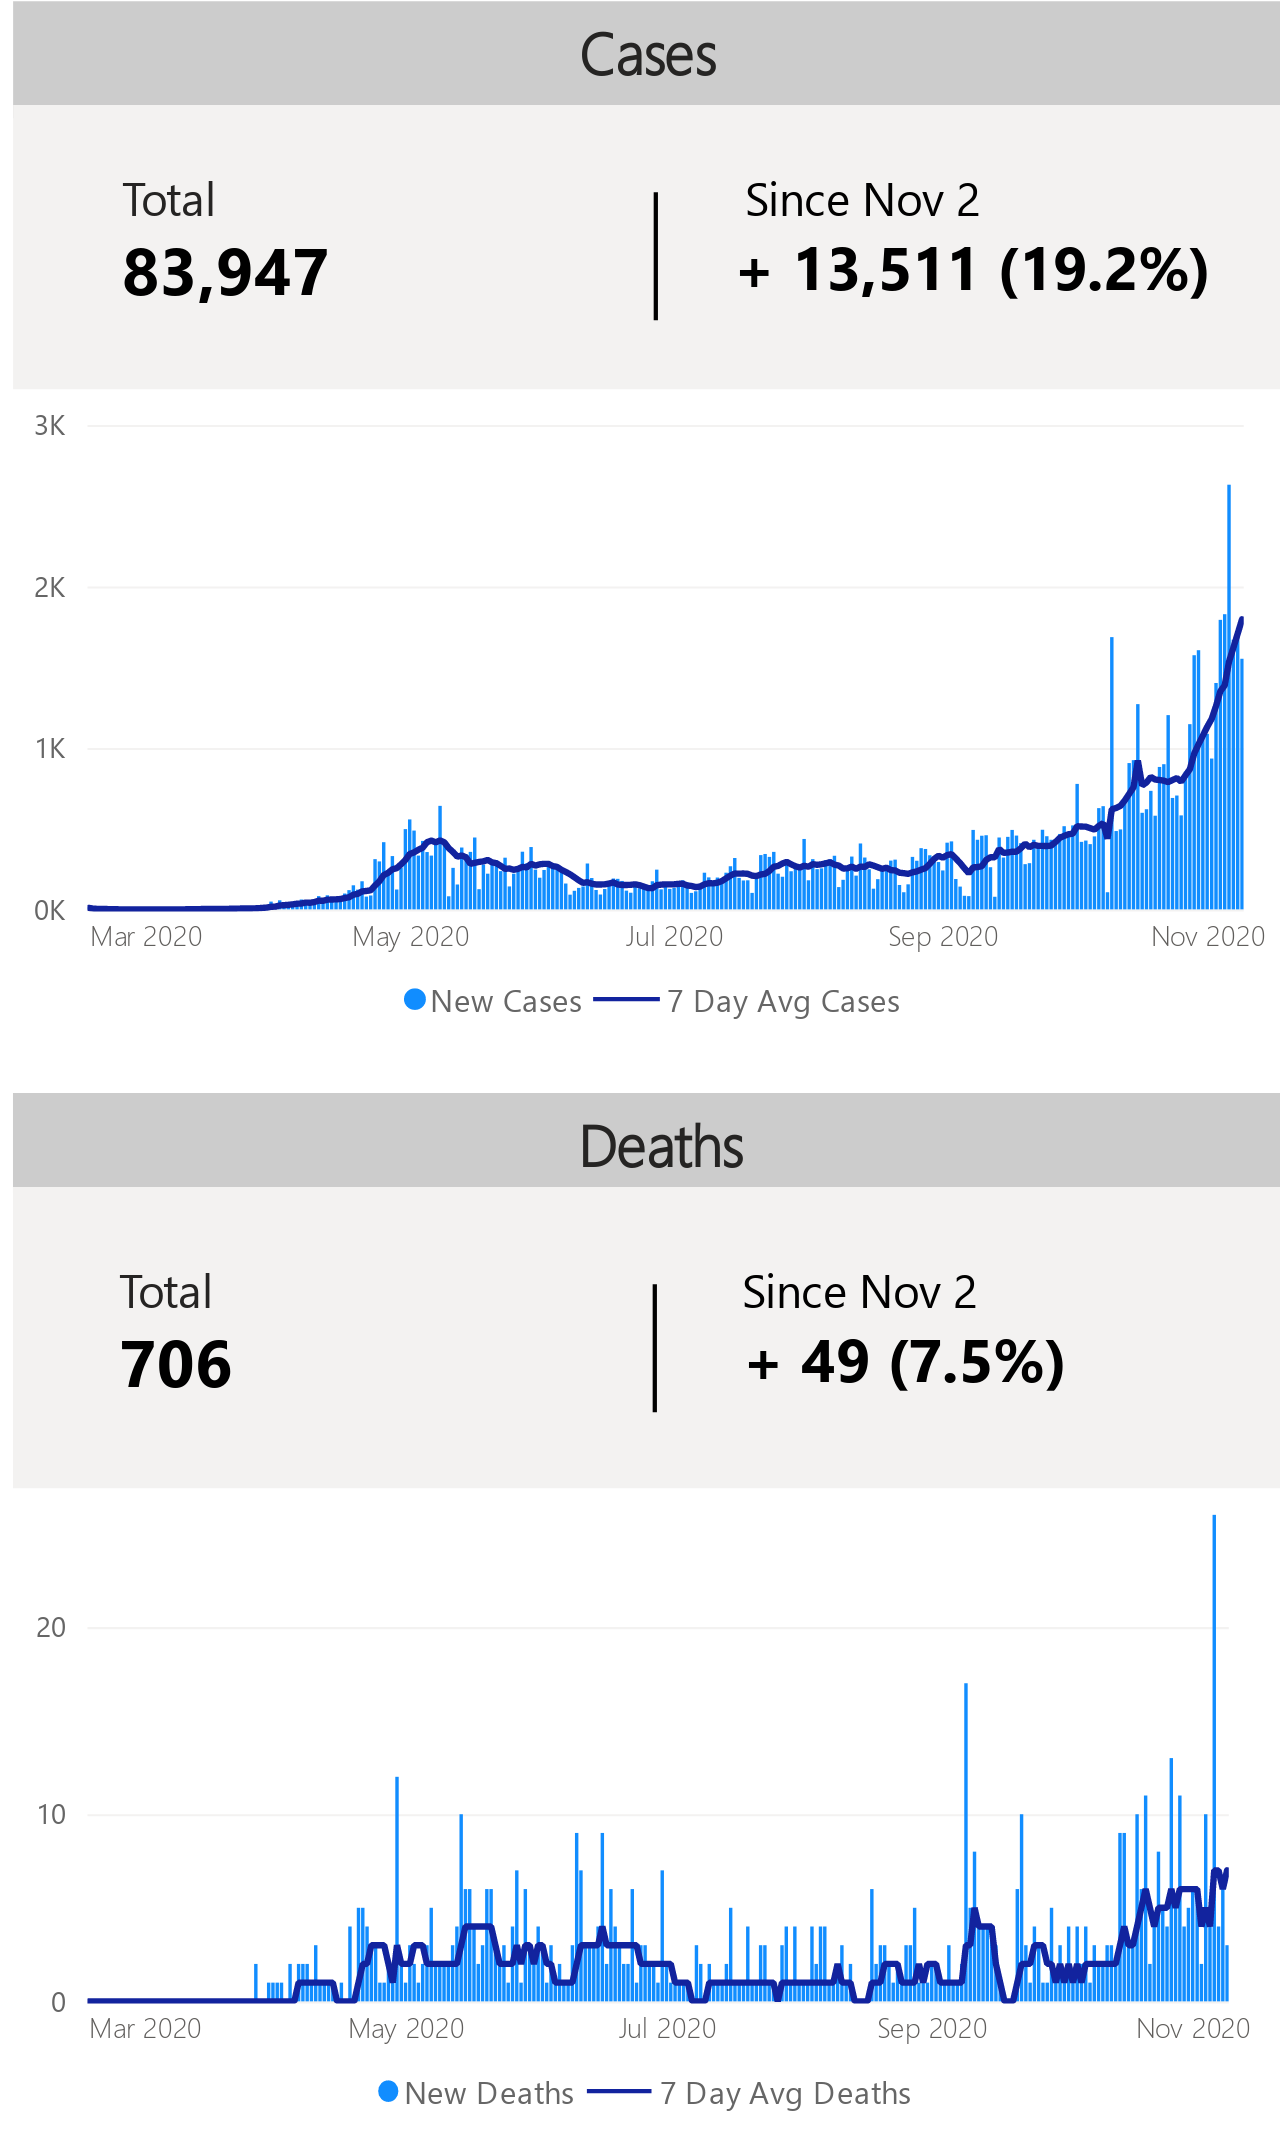 Cases
Total
83,947
Since Nov 2
+ 13,511 (19.2%)
3K
2K
1K
0K
Mar 2020 May 2020 Jul 2020 Sep 2020 Nov 2020
New Cases 7 Day Avg Cases
Deaths
Total
706
Since Nov 2
+ 49 (7.5%)
20
10
0
Mar 2020 May 2020 Jul 2020 Sep 2020 Nov 2020
New Deaths 7 Day Avg Deaths